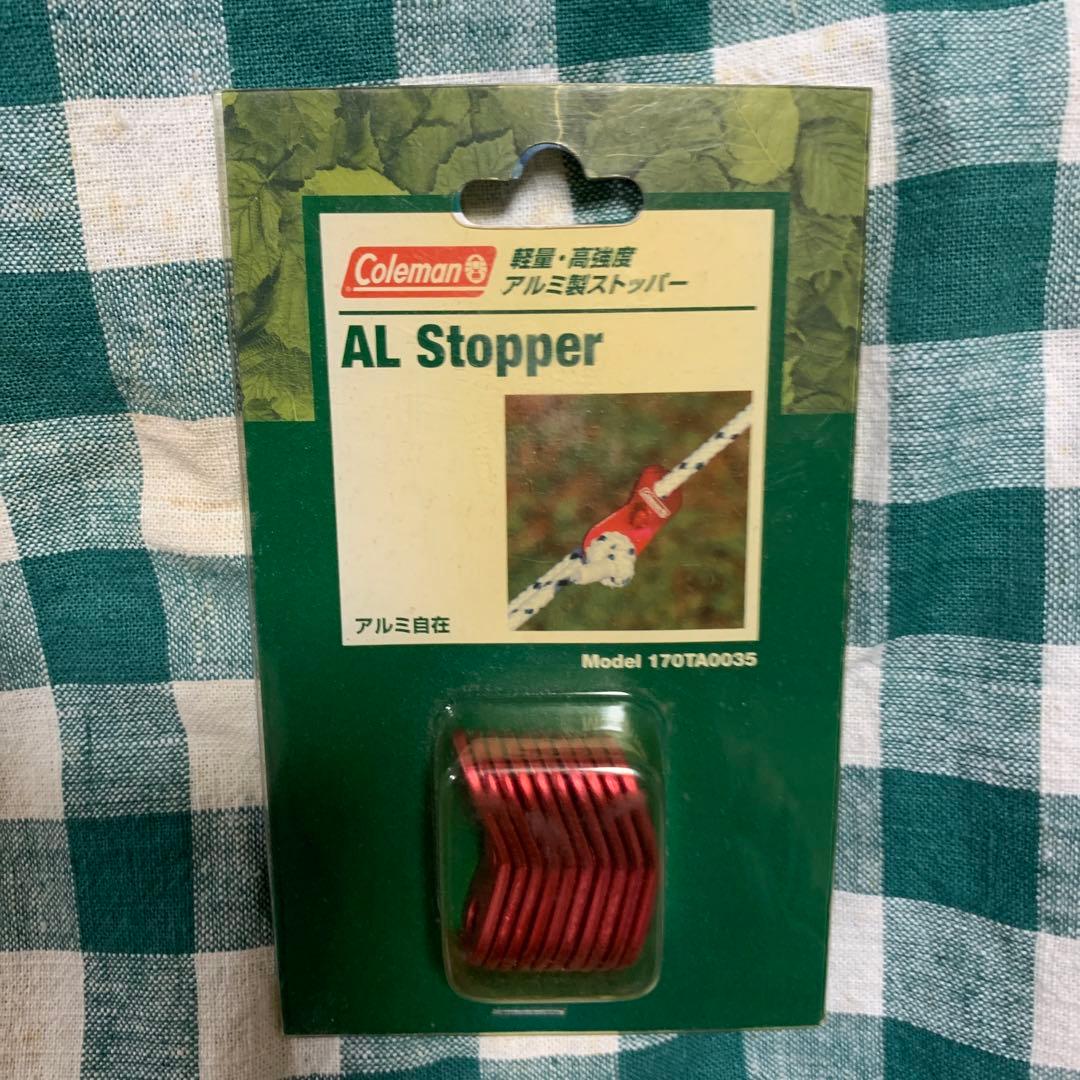 Coleman
軽量・高強度
アルミ製ストッパー
AL Stopper
Coleman
アルミ自在
Model 170TA0035